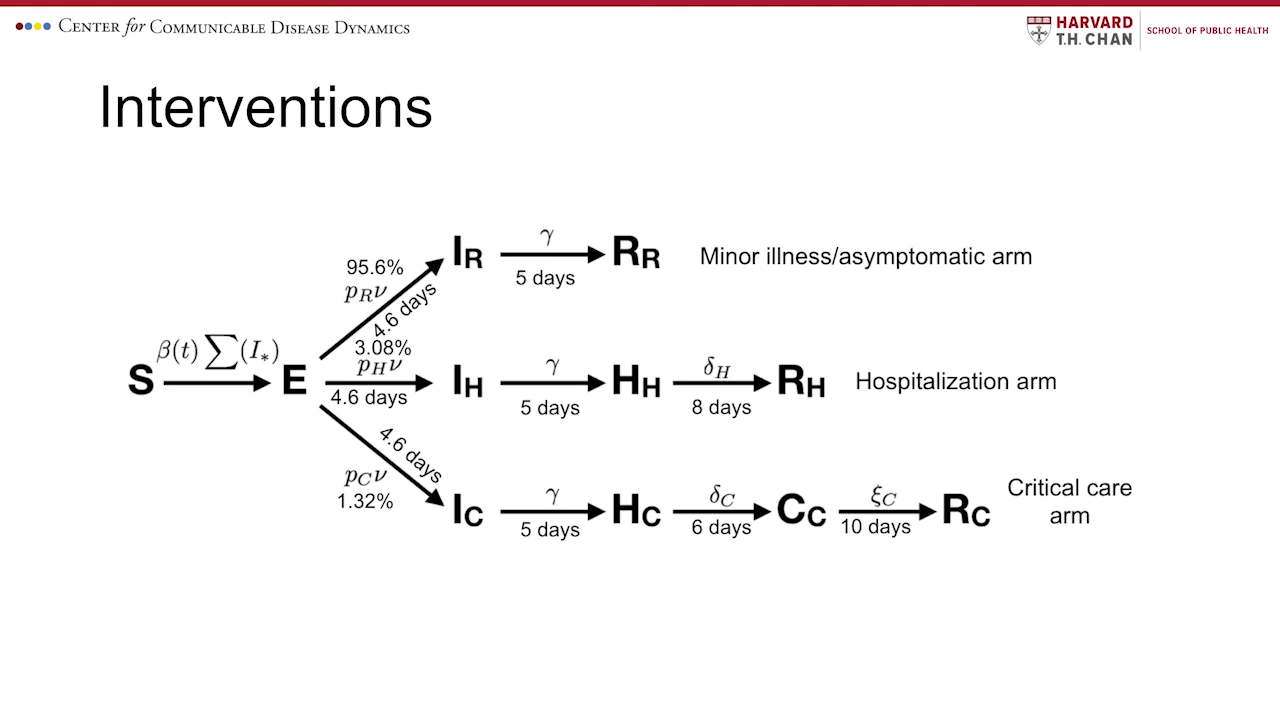 CENTER for COMMUNICABLE DISEASE DYNAMICS
HARVARD
T.H. CHAN
SCHOOL OF PUBLIC HEALTH
Interventions
95.6%
p_R ν
4.6 days
I_R
γ
5 days
R_R
Minor illness/asymptomatic arm
S
β(t) ∑(I_*)
E
3.08%
p_H ν
4.6 days
I_H
γ
5 days
H_H
δ_H
8 days
R_H
Hospitalization arm
4.6 days
p_C ν
1.32%
I_C
γ
5 days
H_C
δ_C
6 days
C_C
ξ_C
10 days
R_C
Critical care
arm